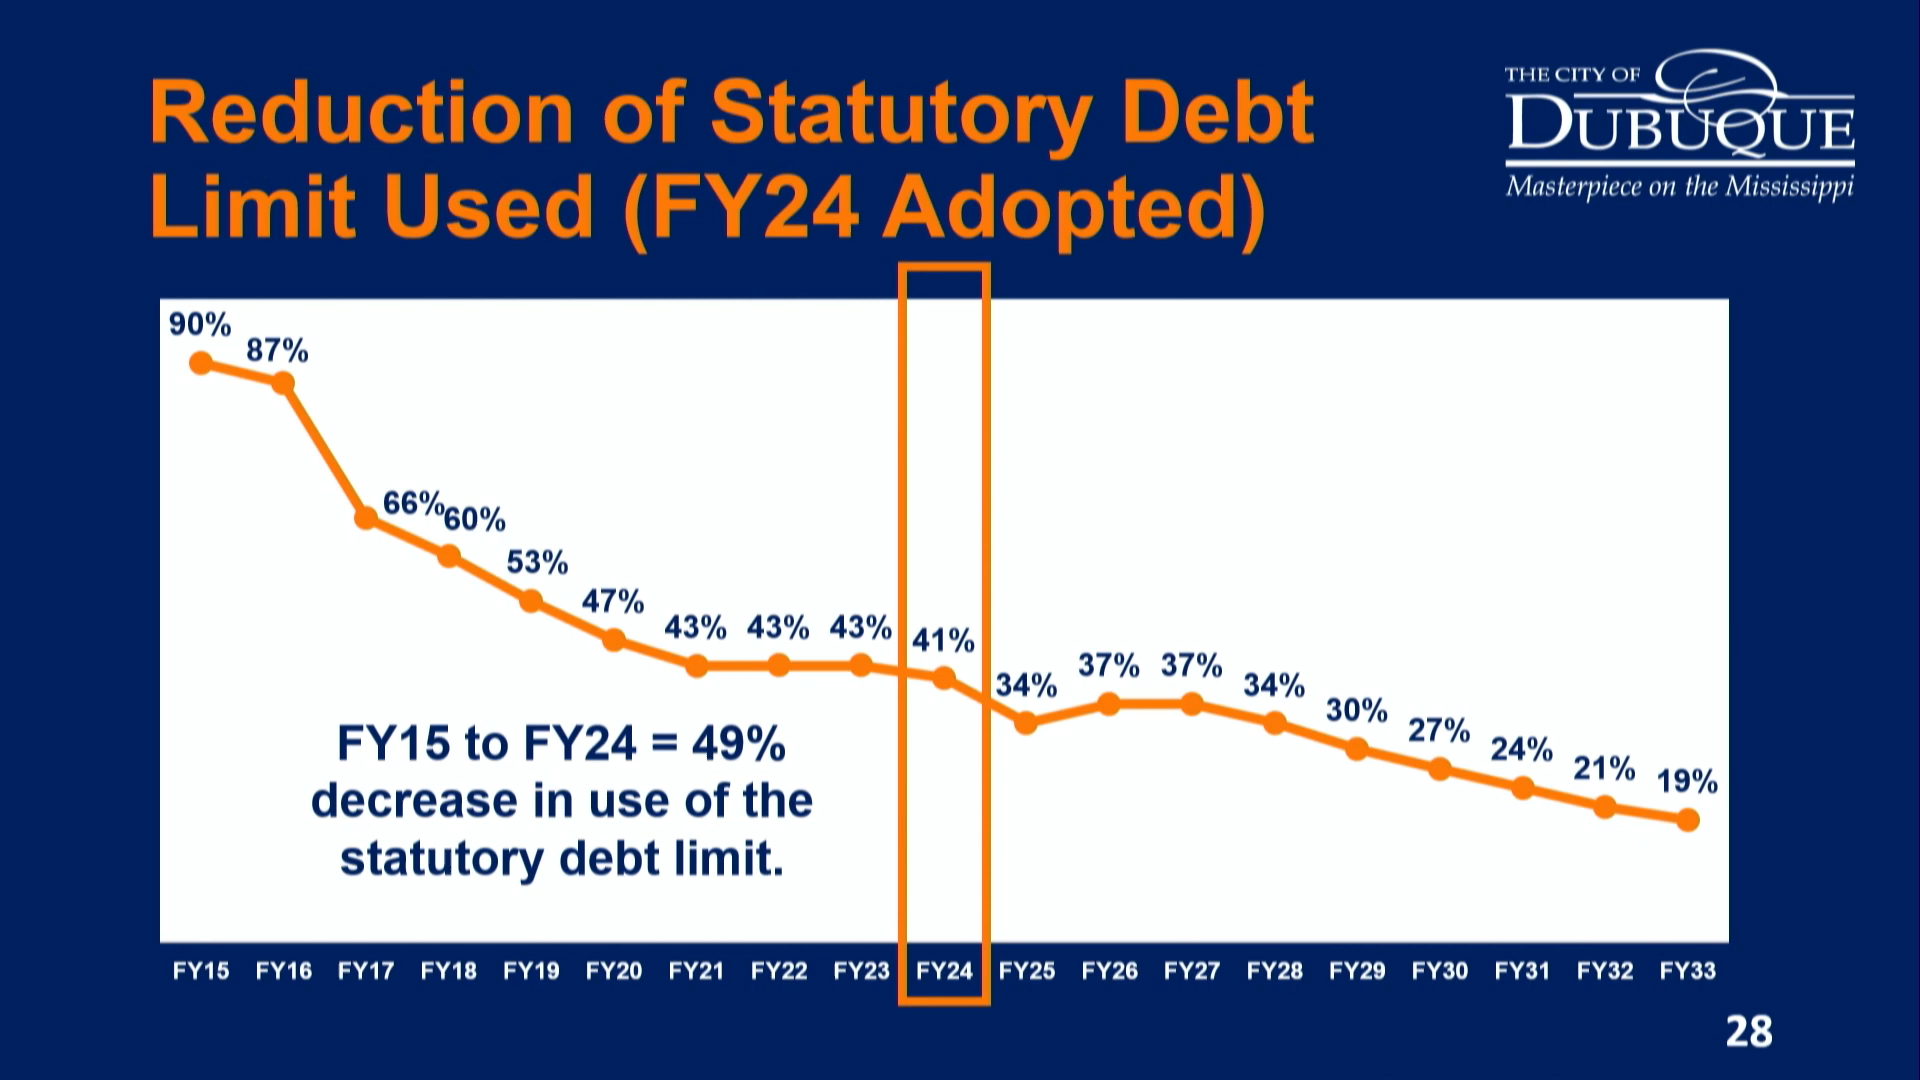 Reduction of Statutory Debt
Limit Used (FY24 Adopted)
THE CITY OF
DUBUQUE
Masterpiece on the Mississippi
90%
87%
66%
60%
53%
47%
43%
43%
43%
41%
34%
37%
37%
34%
30%
27%
24%
21%
19%
FY15 to FY24 = 49%
decrease in use of the
statutory debt limit.
FY15 FY16 FY17 FY18 FY19 FY20 FY21 FY22 FY23 FY24 FY25 FY26 FY27 FY28 FY29 FY30 FY31 FY32 FY33
28